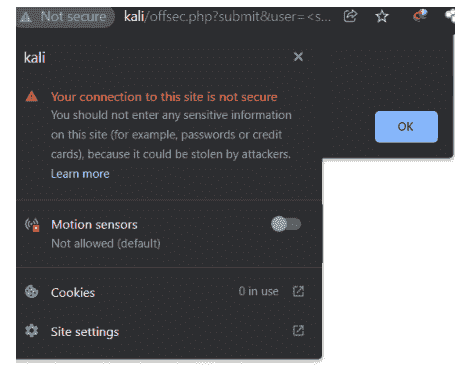 Not secure kali/offsec.php?submit&user=<s...
kali
Your connection to this site is not secure
You should not enter any sensitive information
on this site (for example, passwords or credit
cards), because it could be stolen by attackers.
Learn more
OK
Motion sensors
Not allowed (default)
Cookies 0 in use
Site settings